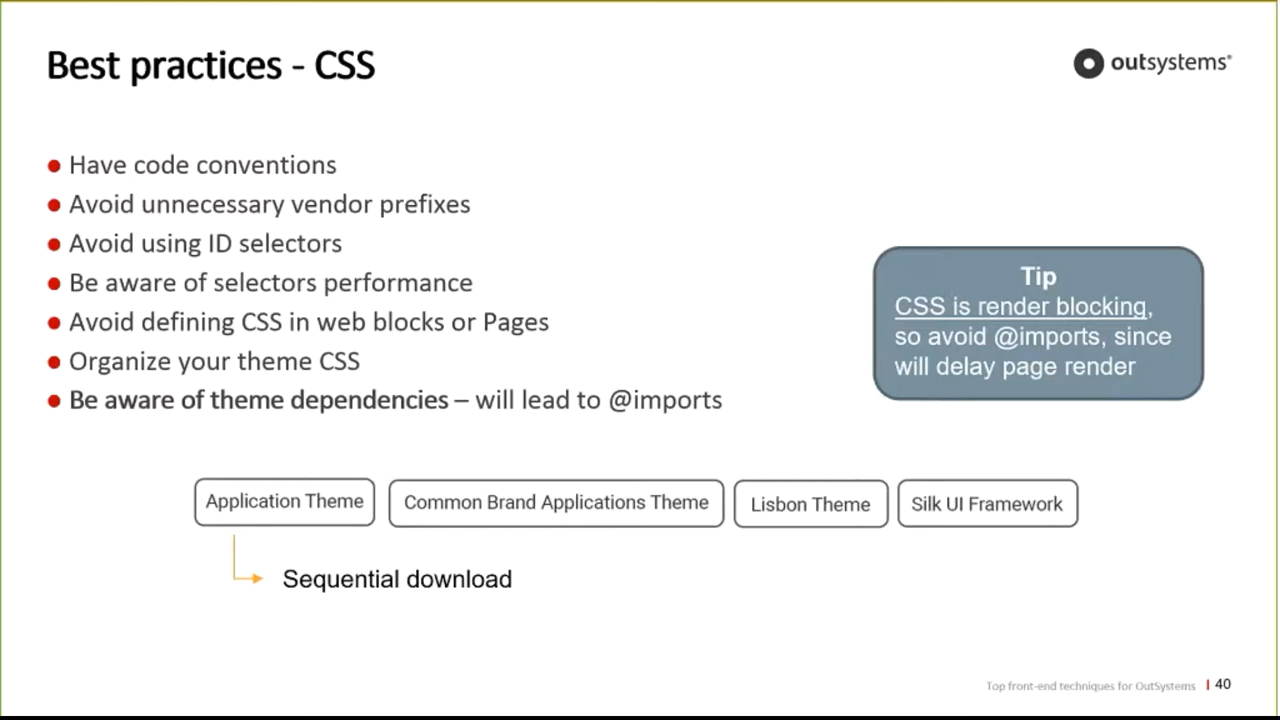 Best practices - CSS
outsystems®
● Have code conventions
● Avoid unnecessary vendor prefixes
● Avoid using ID selectors
● Be aware of selectors performance
● Avoid defining CSS in web blocks or Pages
● Organize your theme CSS
● Be aware of theme dependencies – will lead to @imports
Tip
CSS is render blocking,
so avoid @imports, since
will delay page render
Application Theme
Common Brand Applications Theme
Lisbon Theme
Silk UI Framework
Sequential download
Top front-end techniques for OutSystems
40